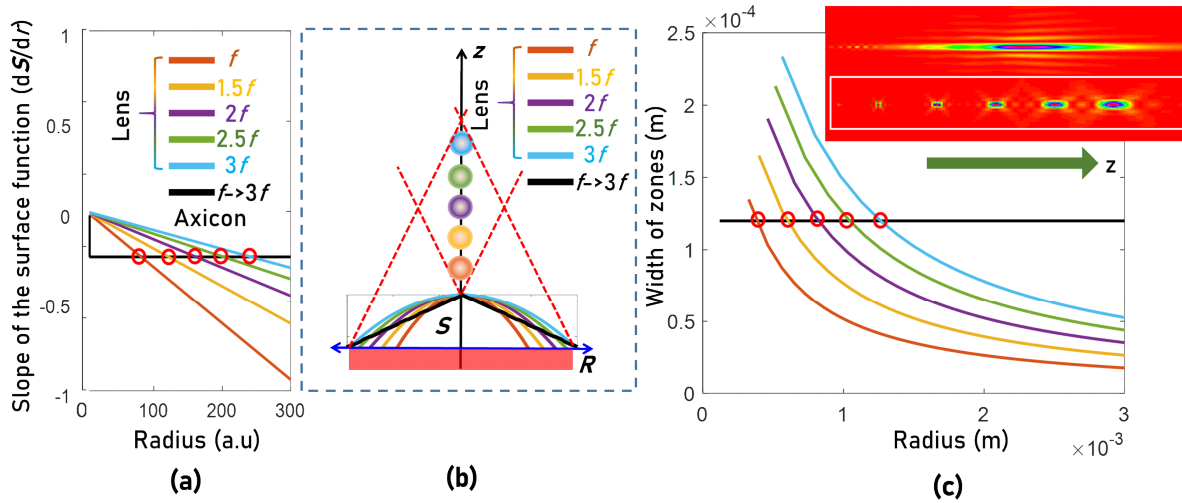 Slope of the surface function (dS/dr)
1
0.5
0
-0.5
-1
Lens
f
1.5f
2f
2.5f
3f
f->3f
Axicon
10
100
200
300
Radius (a.u)
(a)
z
Lens
f
1.5f
2f
2.5f
3f
f->3f
S
R
(b)
×10⁻⁴
Width of zones (m)
2.5
2
1.5
1
0.5
0
z
0
1
2
3
Radius (m)
×10⁻³
(c)